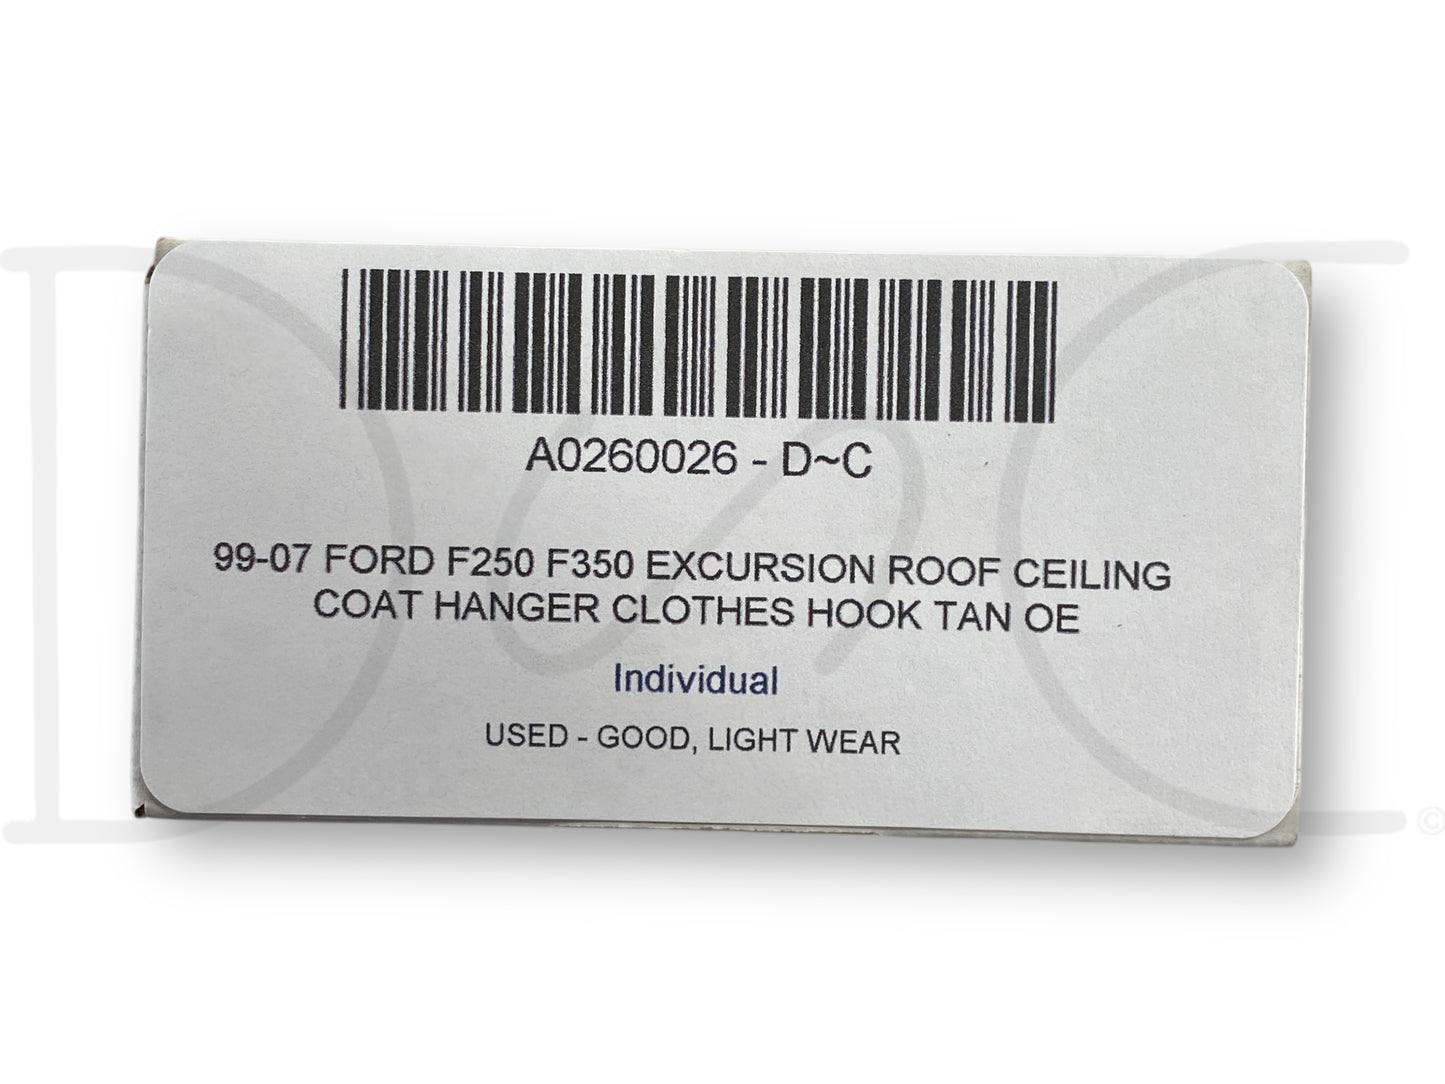 A0260026 - D~C
99-07 FORD F250 F350 EXCURSION ROOF CEILING
COAT HANGER CLOTHES HOOK TAN OE
Individual
USED - GOOD, LIGHT WEAR
D~C
©